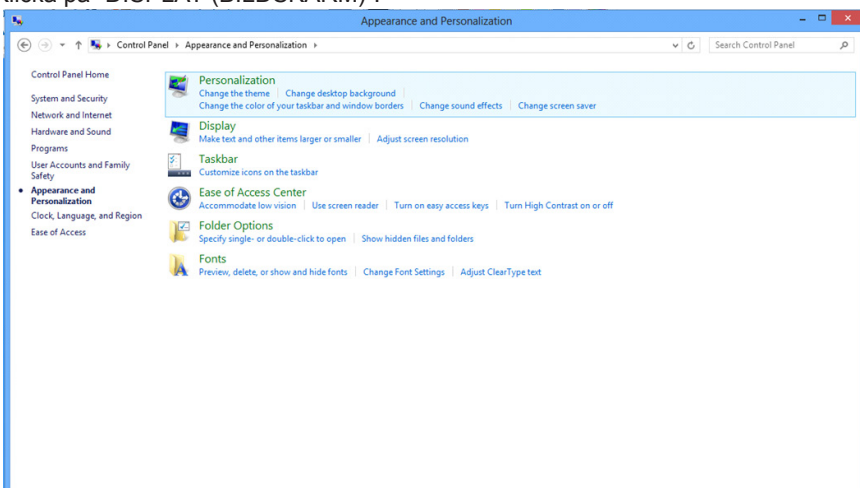 klicka på "DISPLAY (BILDSKÄRM)".
Appearance and Personalization
Control Panel ▸ Appearance and Personalization ▸
Search Control Panel
Control Panel Home
System and Security
Network and Internet
Hardware and Sound
Programs
User Accounts and Family
Safety
Appearance and
Personalization
Clock, Language, and Region
Ease of Access
Personalization
Change the theme | Change desktop background |
Change the color of your taskbar and window borders | Change sound effects | Change screen saver
Display
Make text and other items larger or smaller | Adjust screen resolution
Taskbar
Customize icons on the taskbar
Ease of Access Center
Accommodate low vision | Use screen reader | Turn on easy access keys | Turn High Contrast on or off
Folder Options
Specify single- or double-click to open | Show hidden files and folders
Fonts
Preview, delete, or show and hide fonts | Change Font Settings | Adjust ClearType text